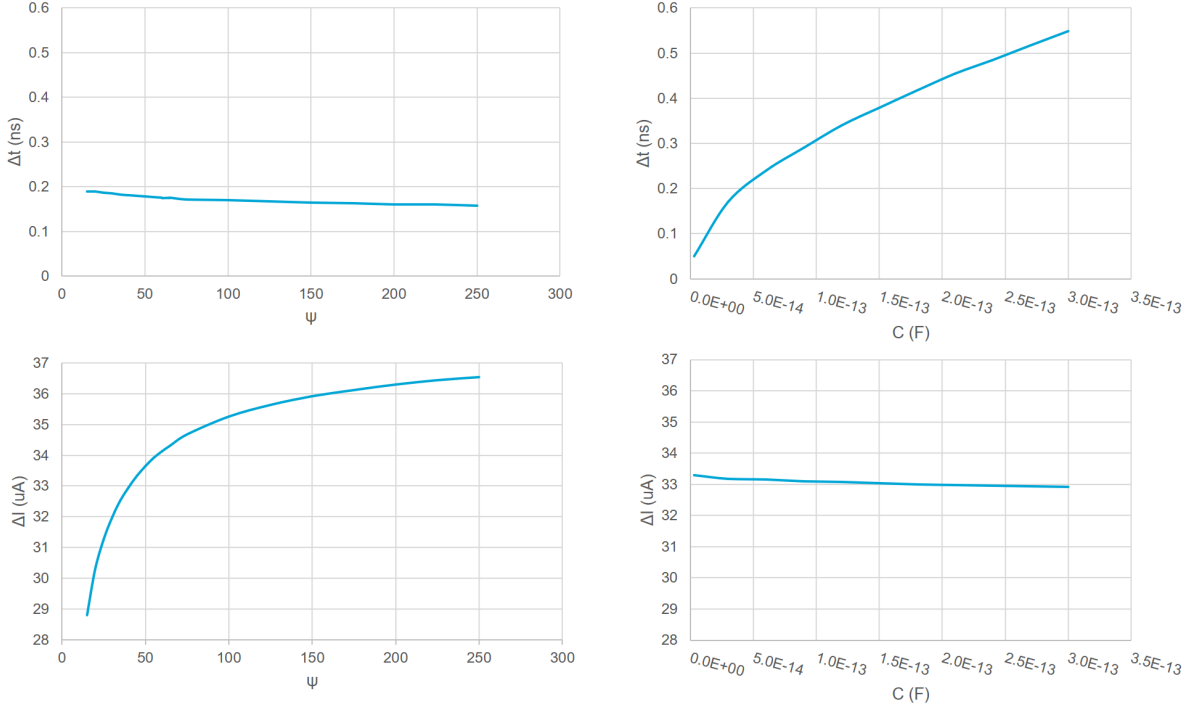 0.6
0.5
0.4
0.3
0.2
0.1
0
Δt (ns)
0 50 100 150 200 250 300
ψ
0.6
0.5
0.4
0.3
0.2
0.1
0
Δt (ns)
0.0E+00 5.0E-14 1.0E-13 1.5E-13 2.0E-13 2.5E-13 3.0E-13 3.5E-13
C (F)
37
36
35
34
33
32
31
30
29
28
ΔI (uA)
0 50 100 150 200 250 300
ψ
37
36
35
34
33
32
31
30
29
28
ΔI (uA)
0.0E+00 5.0E-14 1.0E-13 1.5E-13 2.0E-13 2.5E-13 3.0E-13 3.5E-13
C (F)